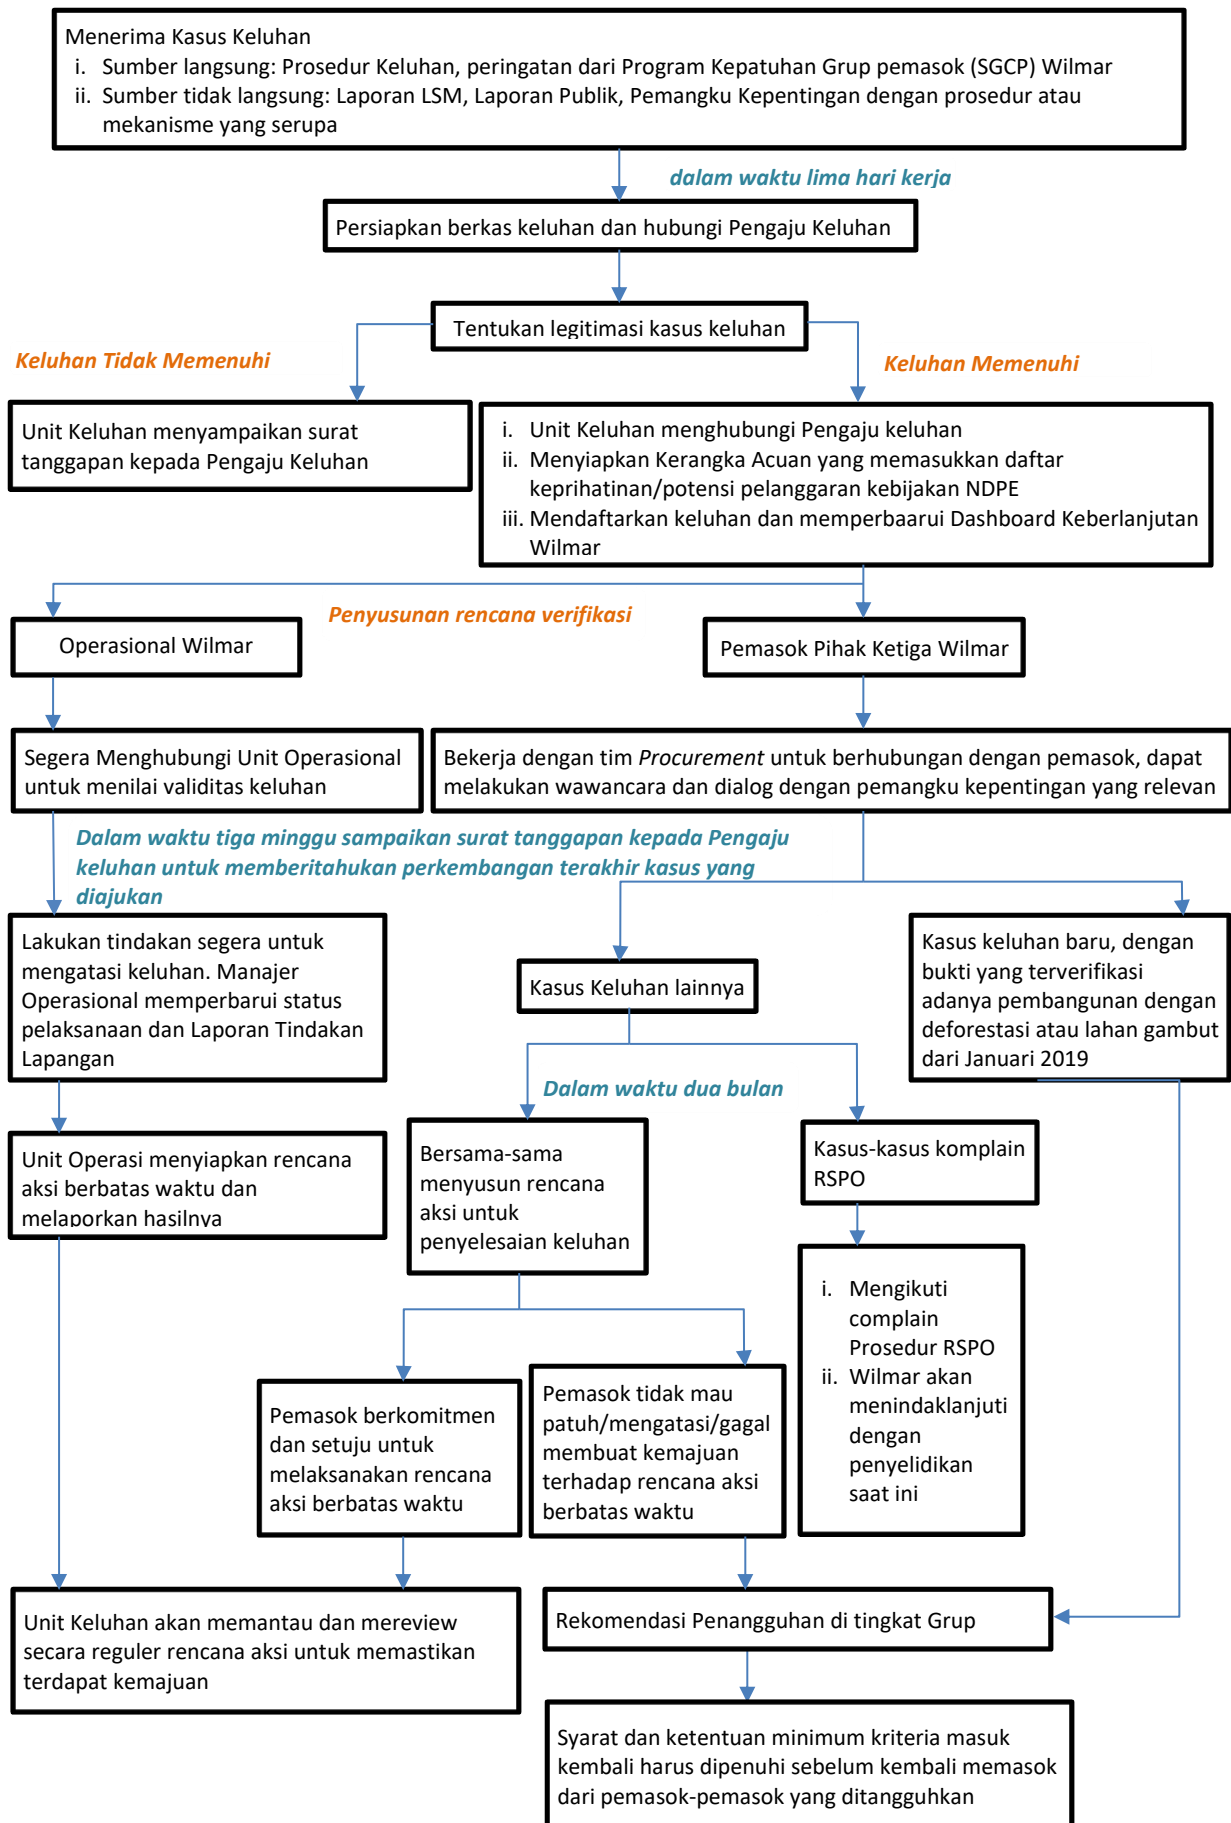 Menerima Kasus Keluhan
i. Sumber langsung: Prosedur Keluhan, peringatan dari Program Kepatuhan Grup pemasok (SGCP) Wilmar
ii. Sumber tidak langsung: Laporan LSM, Laporan Publik, Pemangku Kepentingan dengan prosedur atau
mekanisme yang serupa
dalam waktu lima hari kerja
Persiapkan berkas keluhan dan hubungi Pengaju Keluhan
Tentukan legitimasi kasus keluhan
Keluhan Tidak Memenuhi
Keluhan Memenuhi
Unit Keluhan menyampaikan surat
tanggapan kepada Pengaju Keluhan
i. Unit Keluhan menghubungi Pengaju keluhan
ii. Menyiapkan Kerangka Acuan yang memasukkan daftar
keprihatinan/potensi pelanggaran kebijakan NDPE
iii. Mendaftarkan keluhan dan memperbaarui Dashboard Keberlanjutan
Wilmar
Penyusunan rencana verifikasi
Operasional Wilmar
Pemasok Pihak Ketiga Wilmar
Segera Menghubungi Unit Operasional
untuk menilai validitas keluhan
Bekerja dengan tim Procurement untuk berhubungan dengan pemasok, dapat
melakukan wawancara dan dialog dengan pemangku kepentingan yang relevan
Dalam waktu tiga minggu sampaikan surat tanggapan kepada Pengaju
keluhan untuk memberitahukan perkembangan terakhir kasus yang
diajukan
Lakukan tindakan segera untuk
mengatasi keluhan. Manajer
Operasional memperbarui status
pelaksanaan dan Laporan Tindakan
Lapangan
Kasus Keluhan lainnya
Kasus keluhan baru, dengan
bukti yang terverifikasi
adanya pembangunan dengan
deforestasi atau lahan gambut
dari Januari 2019
Dalam waktu dua bulan
Unit Operasi menyiapkan rencana
aksi berbatas waktu dan
melaporkan hasilnya
Bersama-sama
menyusun rencana
aksi untuk
penyelesaian keluhan
Kasus-kasus komplain
RSPO
i. Mengikuti
complain
Prosedur RSPO
ii. Wilmar akan
menindaklanjuti
dengan
penyelidikan
saat ini
Pemasok berkomitmen
dan setuju untuk
melaksanakan rencana
aksi berbatas waktu
Pemasok tidak mau
patuh/mengatasi/gagal
membuat kemajuan
terhadap rencana aksi
berbatas waktu
Unit Keluhan akan memantau dan mereview
secara reguler rencana aksi untuk memastikan
terdapat kemajuan
Rekomendasi Penangguhan di tingkat Grup
Syarat dan ketentuan minimum kriteria masuk
kembali harus dipenuhi sebelum kembali memasok
dari pemasok-pemasok yang ditangguhkan